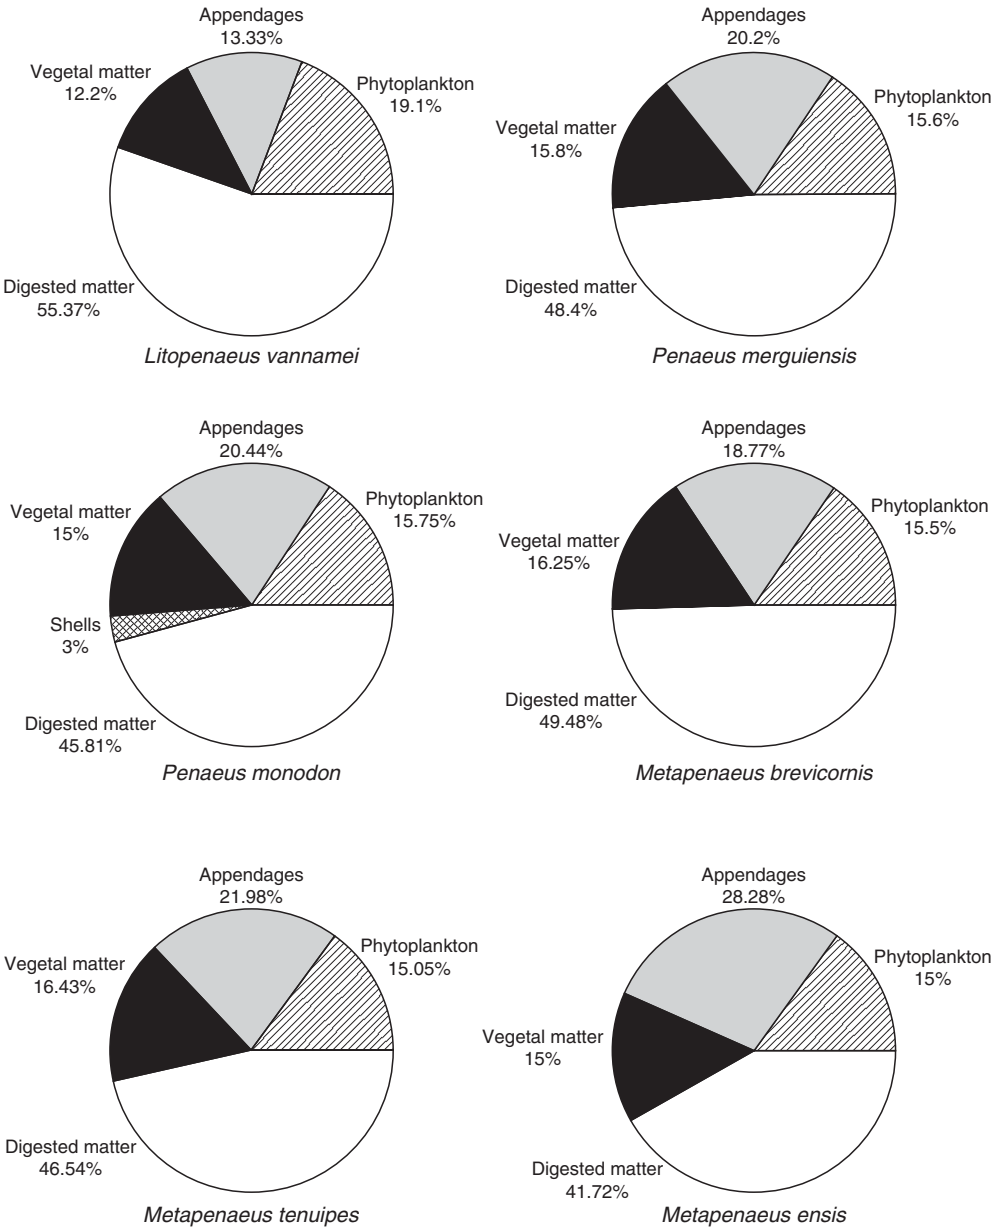 Appendages
13.33%
Vegetal matter
12.2%
Phytoplankton
19.1%
Digested matter
55.37%
Litopenaeus vannamei
Appendages
20.2%
Phytoplankton
15.6%
Vegetal matter
15.8%
Digested matter
48.4%
Penaeus merguiensis
Appendages
20.44%
Phytoplankton
15.75%
Vegetal matter
15%
Shells
3%
Digested matter
45.81%
Penaeus monodon
Appendages
18.77%
Phytoplankton
15.5%
Vegetal matter
16.25%
Digested matter
49.48%
Metapenaeus brevicornis
Appendages
21.98%
Phytoplankton
15.05%
Vegetal matter
16.43%
Digested matter
46.54%
Metapenaeus tenuipes
Appendages
28.28%
Phytoplankton
15%
Vegetal matter
15%
Digested matter
41.72%
Metapenaeus ensis